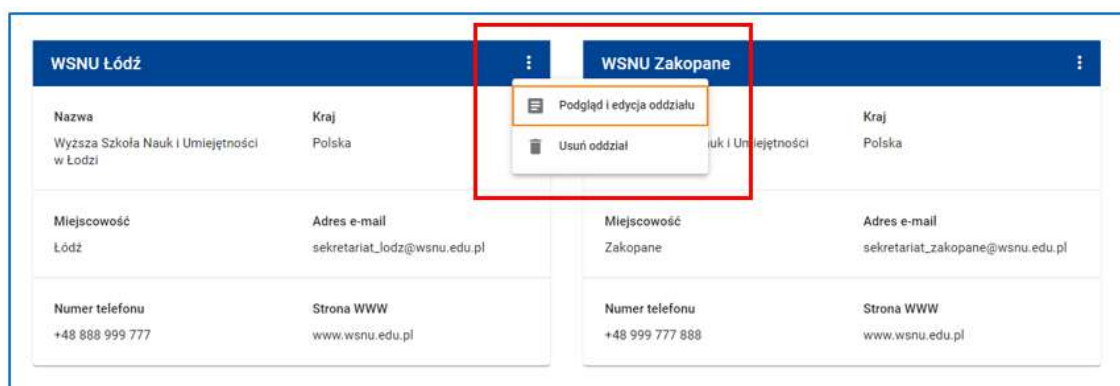 WSNU Łódź
Nazwa
Wyższa Szkoła Nauk i Umiejętności
w Łodzi
Kraj
Polska
Miejscowość
Łódź
Adres e-mail
sekretariat_lodz@wsnu.edu.pl
Numer telefonu
+48 888 999 777
Strona WWW
www.wsnu.edu.pl
Podgląd i edycja oddziału
Usuń oddział
WSNU Zakopane
uk i Umiejętności
Kraj
Polska
Miejscowość
Zakopane
Adres e-mail
sekretariat_zakopane@wsnu.edu.pl
Numer telefonu
+48 999 777 888
Strona WWW
www.wsnu.edu.pl